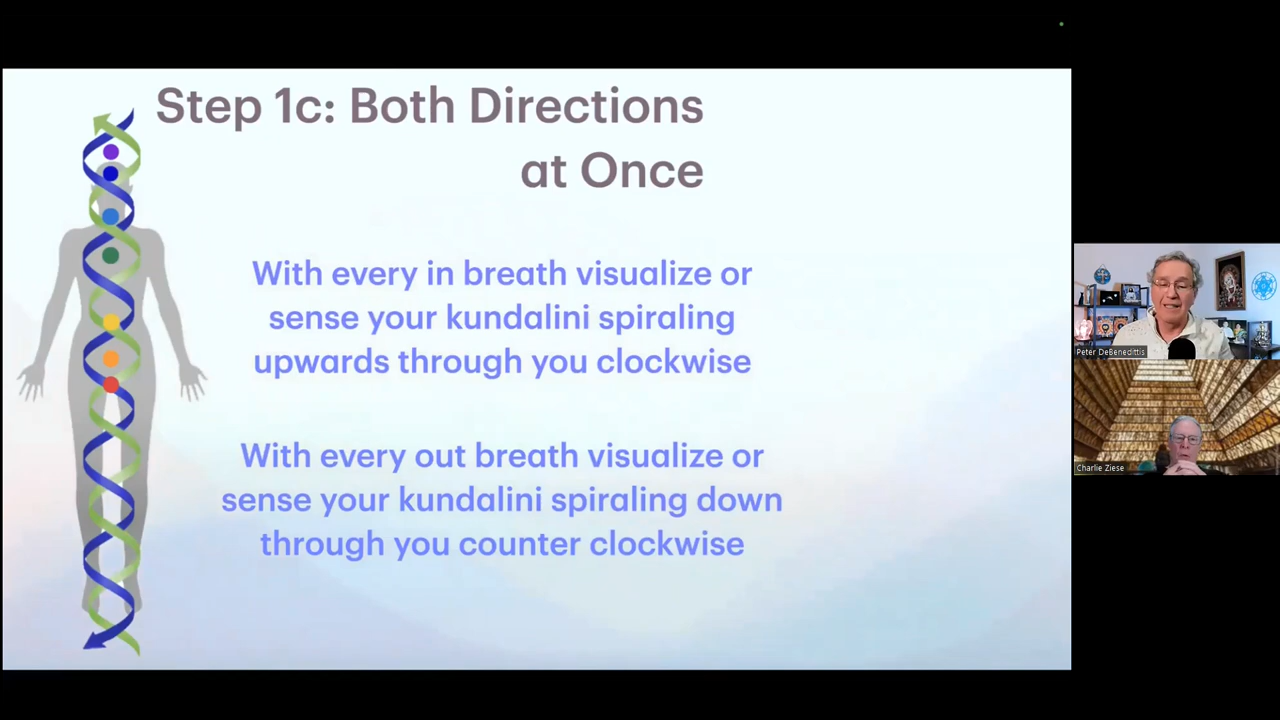 Step 1c: Both Directions
at Once
With every in breath visualize or
sense your kundalini spiraling
upwards through you clockwise
With every out breath visualize or
sense your kundalini spiraling down
through you counter clockwise
Peter DeBenedittis
Charlie Ziese